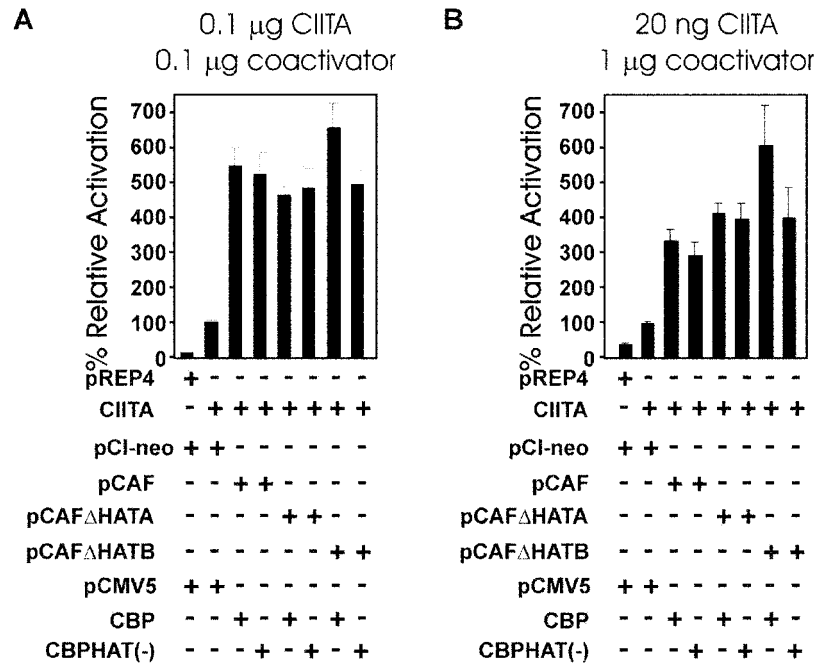 A
0.1 μg CIITA
0.1 μg coactivator
% Relative Activation
700
600
500
400
300
200
100
0
pREP4 + - - - - - - -
CIITA - + + + + + + +
pCI-neo + + - - - - - -
pCAF - - + + - - - -
pCAFΔHATA - - - - + + - -
pCAFΔHATB - - - - - - + +
pCMV5 + + - - - - - -
CBP - - + - + - + -
CBPHAT(-) - - - + - + - +
B
20 ng CIITA
1 μg coactivator
% Relative Activation
700
600
500
400
300
200
100
0
pREP4 + - - - - - - -
CIITA - + + + + + + +
pCI-neo + + - - - - - -
pCAF - - + + - - - -
pCAFΔHATA - - - - + + - -
pCAFΔHATB - - - - - - + +
pCMV5 + + - - - - - -
CBP - - + - + - + -
CBPHAT(-) - - - + - + - +